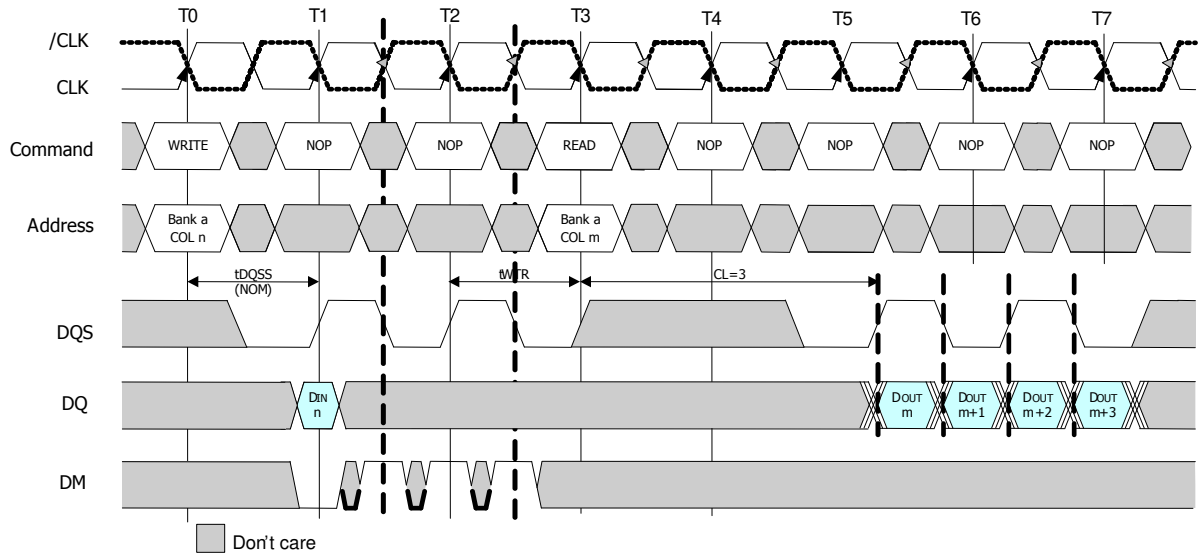 T0 T1 T2 T3 T4 T5 T6 T7
/CLK
CLK
Command WRITE NOP NOP READ NOP NOP NOP NOP
Address Bank a COL n Bank a COL m
tDQSS (NOM) tWTR CL=3
DQS
DQ DIN n DOUT m DOUT m+1 DOUT m+2 DOUT m+3
DM
Don't care